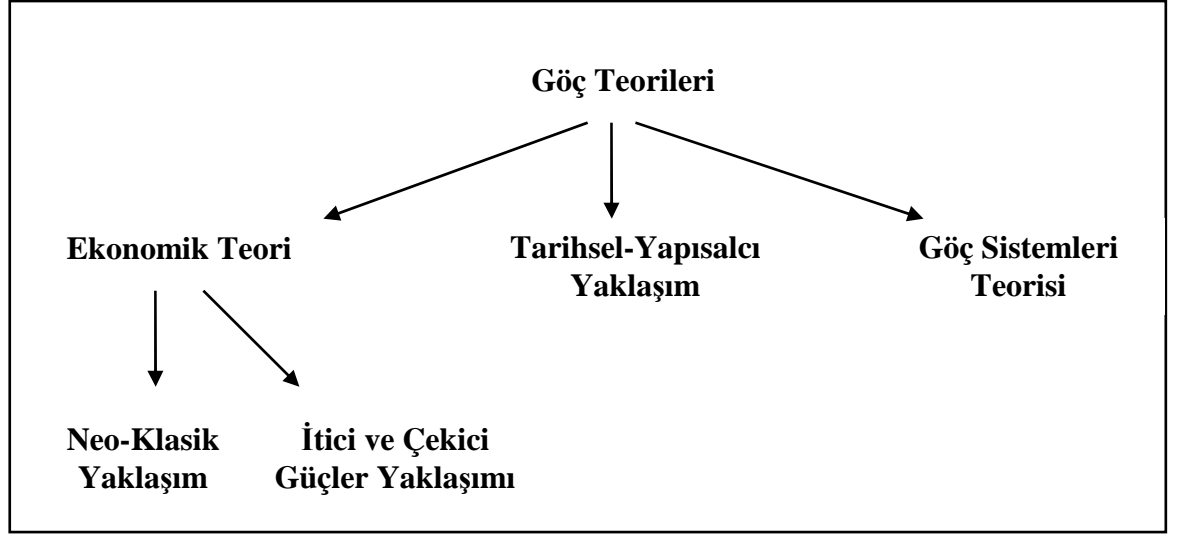 Göç Teorileri
Ekonomik Teori
Tarihsel-Yapısalcı
Yaklaşım
Göç Sistemleri
Teorisi
Neo-Klasik
Yaklaşım
İtici ve Çekici
Güçler Yaklaşımı